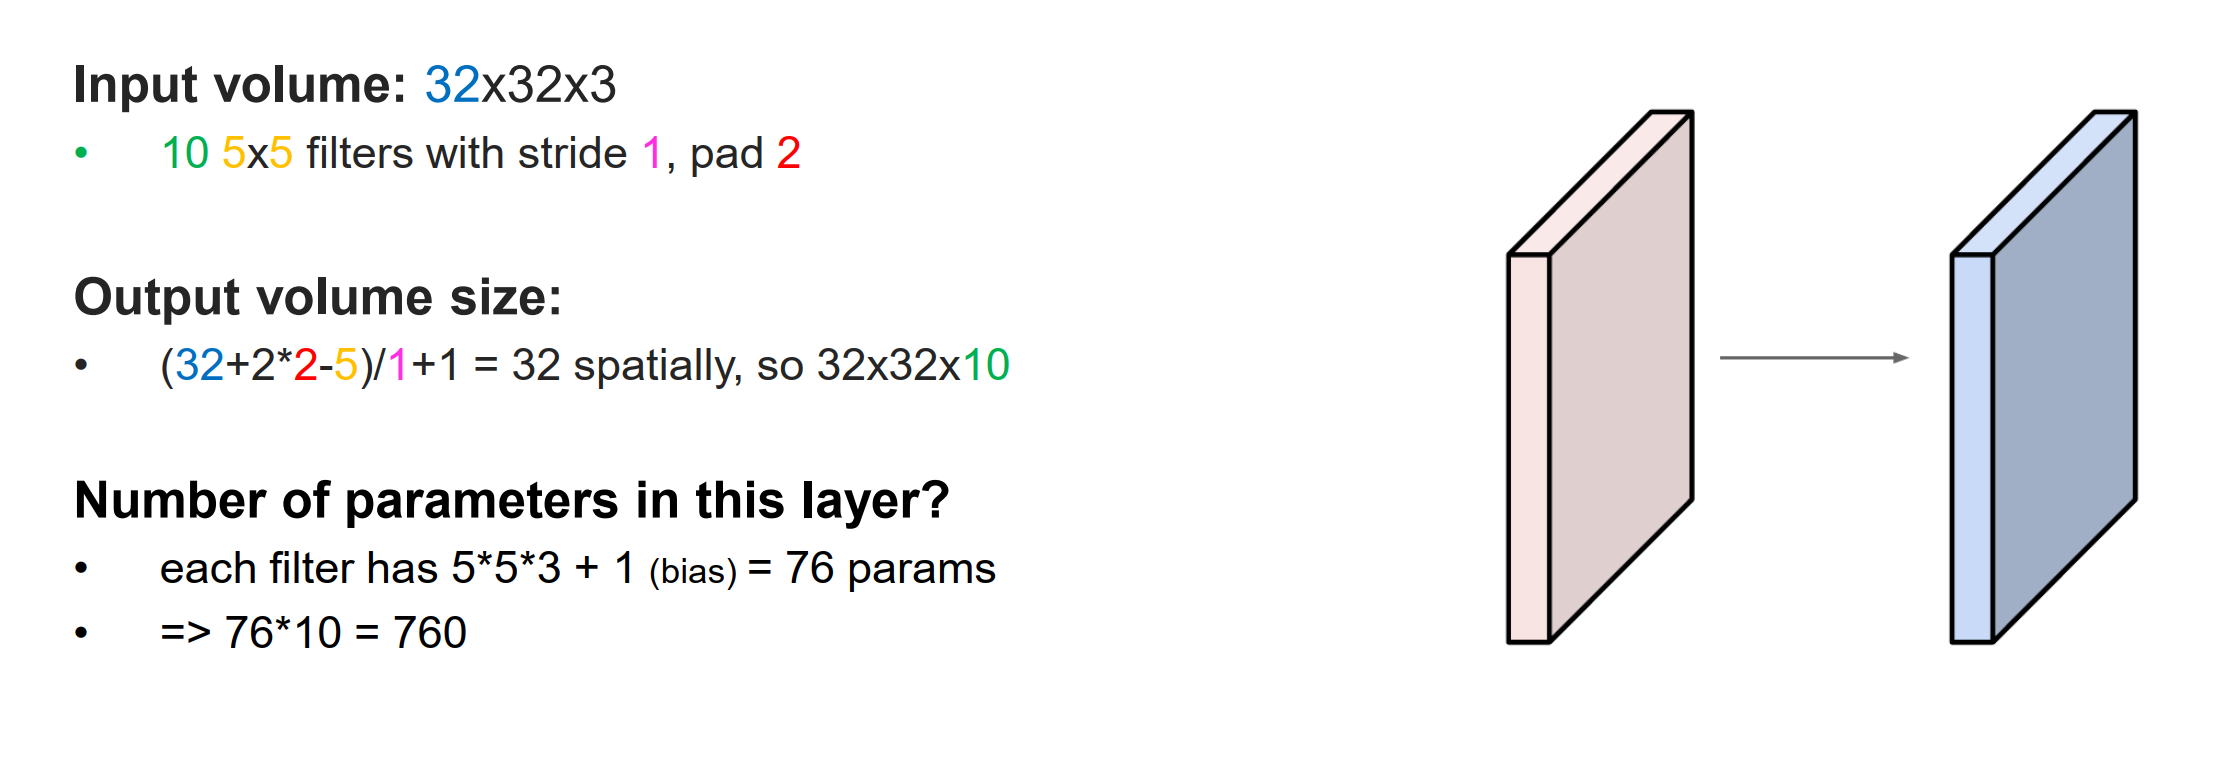 Input volume: 32x32x3
• 10 5x5 filters with stride 1, pad 2
Output volume size:
• (32+2*2-5)/1+1 = 32 spatially, so 32x32x10
Number of parameters in this layer?
• each filter has 5*5*3 + 1 (bias) = 76 params
• => 76*10 = 760